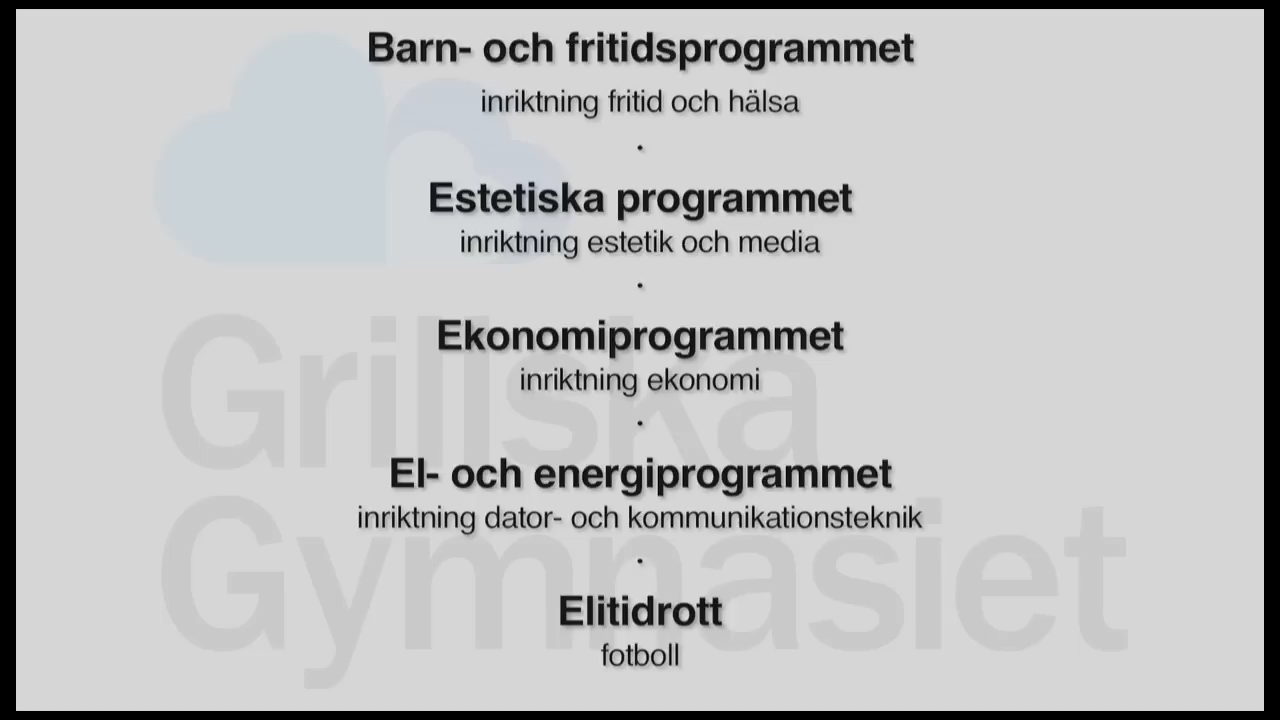 Barn- och fritidsprogrammet
inriktning fritid och hälsa
·
Estetiska programmet
inriktning estetik och media
·
Ekonomiprogrammet
inriktning ekonomi
·
El- och energiprogrammet
inriktning dator- och kommunikationsteknik
·
Elitidrott
fotboll
Grillska
Gymnasiet